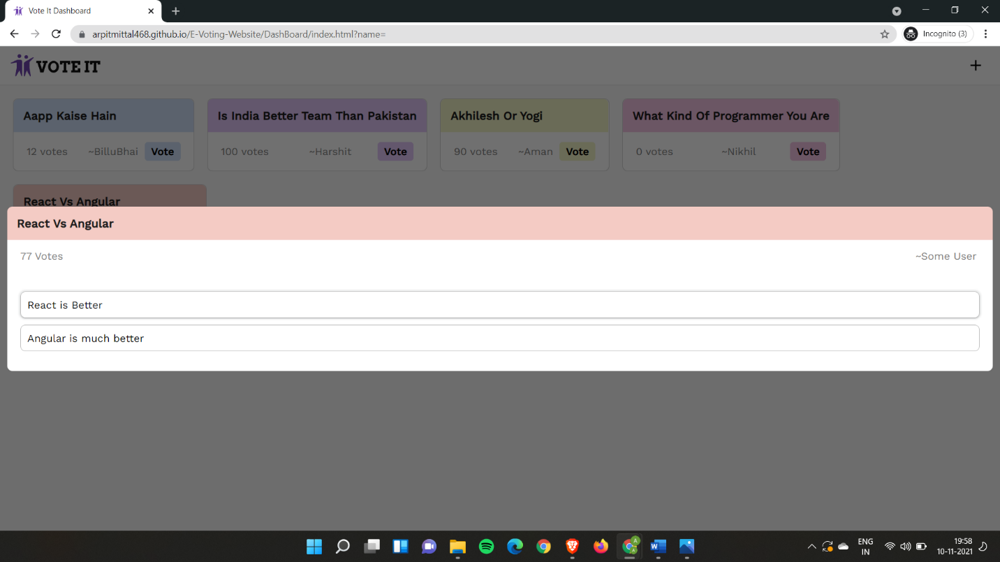 Vote It Dashboard
arpitmittal468.github.io/E-Voting-Website/DashBoard/index.html?name=
Incognito (3)
VOTE IT
Aapp Kaise Hain
Is India Better Team Than Pakistan
Akhilesh Or Yogi
What Kind Of Programmer You Are
12 votes ~BilluBhai Vote
100 votes ~Harshit Vote
90 votes ~Aman Vote
0 votes ~Nikhil Vote
React Vs Angular
React Vs Angular
77 Votes ~Some User
React is Better
Angular is much better
ENG
IN
19:58
10-11-2021